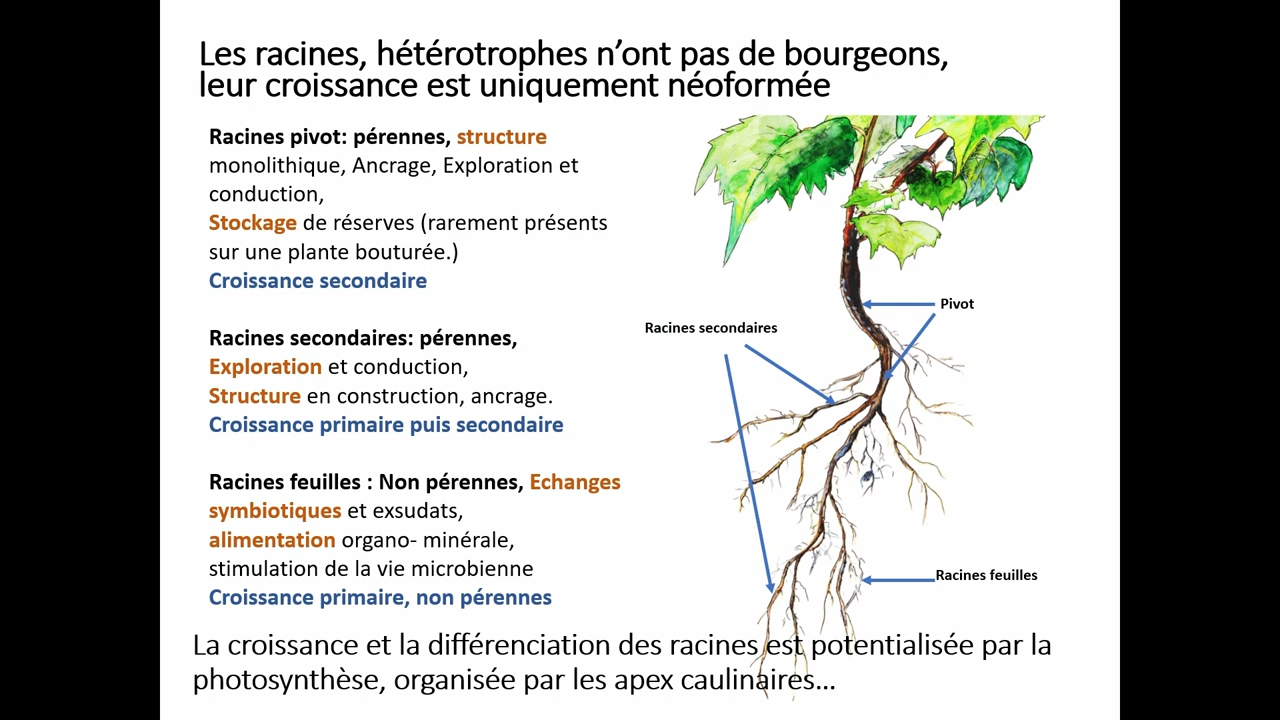 Les racines, hétérotrophes n’ont pas de bourgeons,
leur croissance est uniquement néoformée
Racines pivot: pérennes, structure
monolithique, Ancrage, Exploration et
conduction,
Stockage de réserves (rarement présents
sur une plante bouturée.)
Croissance secondaire
Racines secondaires: pérennes,
Exploration et conduction,
Structure en construction, ancrage.
Croissance primaire puis secondaire
Racines feuilles : Non pérennes, Echanges
symbiotiques et exsudats,
alimentation organo- minérale,
stimulation de la vie microbienne
Croissance primaire, non pérennes
Pivot
Racines secondaires
Racines feuilles
La croissance et la différenciation des racines est potentialisée par la
photosynthèse, organisée par les apex caulinaires...